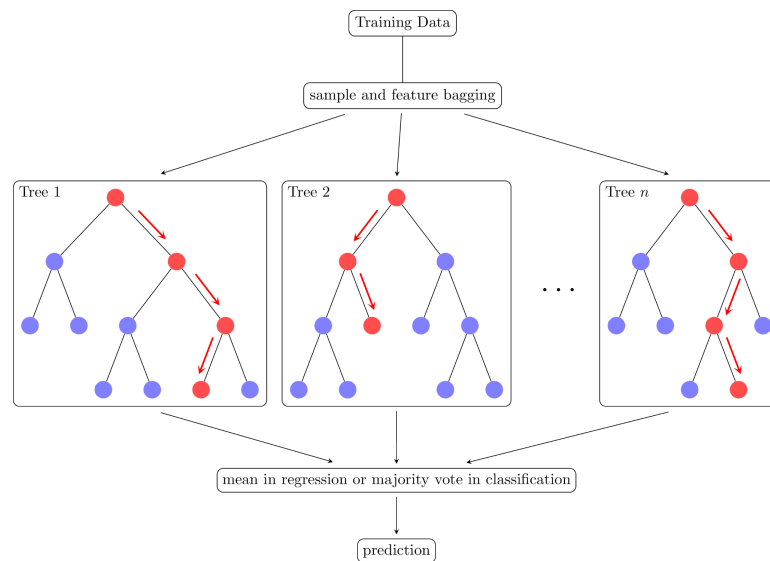 Training Data
sample and feature bagging
Tree 1
Tree 2
Tree n
. . .
mean in regression or majority vote in classification
prediction